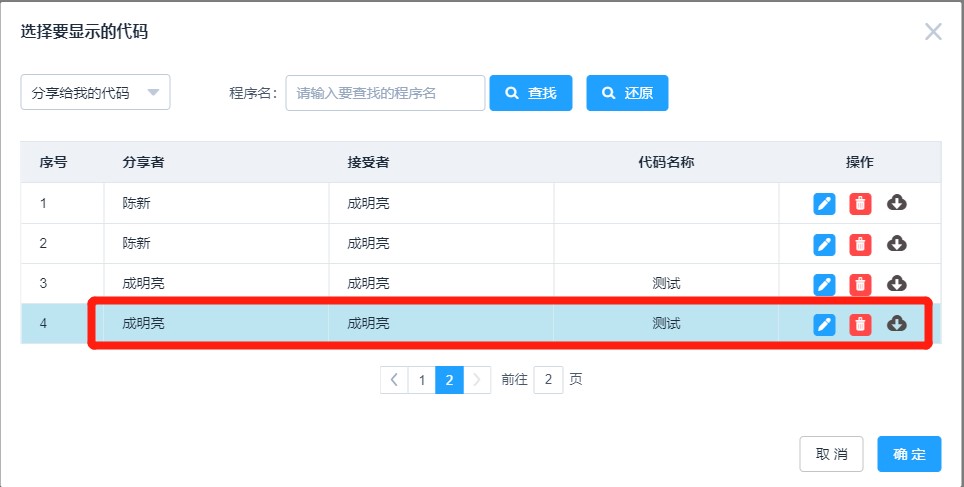 选择要显示的代码
分享给我的代码 程序名: 请输入要查找的程序名 查找 还原
序号 分享者 接受者 代码名称 操作
1 陈新 成明亮
2 陈新 成明亮
3 成明亮 成明亮 测试
4 成明亮 成明亮 测试
1 2 前往 2 页
取消 确定